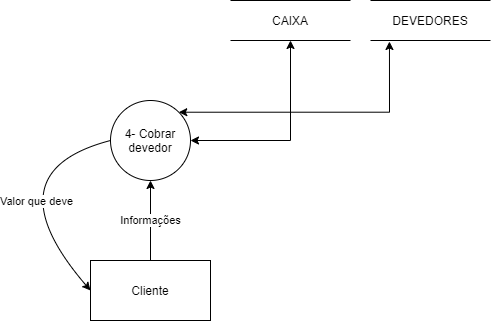 CAIXA
DEVEDORES
4- Cobrar
devedor
Valor que deve
Informações
Cliente